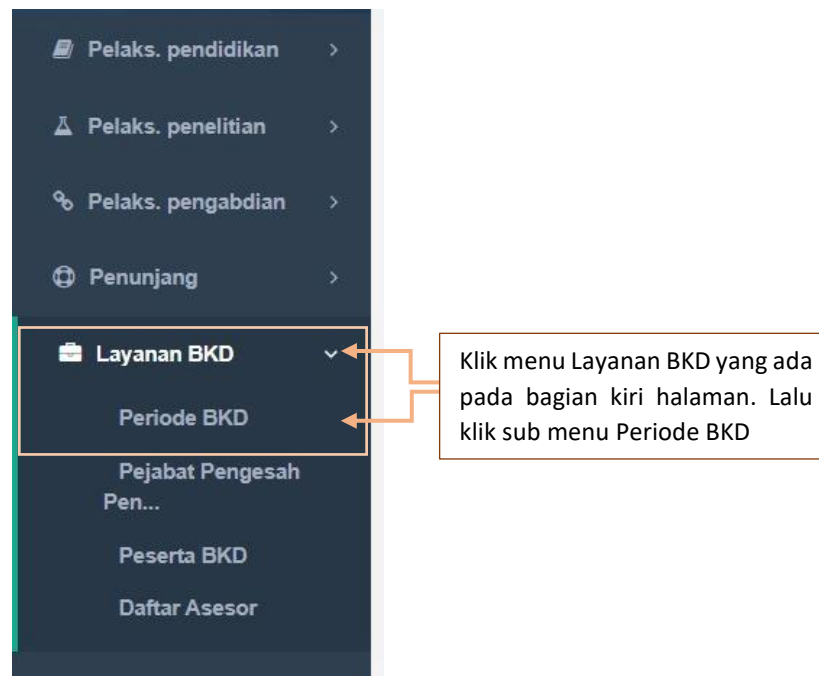 Pelaks. pendidikan
Pelaks. penelitian
Pelaks. pengabdian
Penunjang
Layanan BKD
Periode BKD
Pejabat Pengesah
Pen...
Peserta BKD
Daftar Asesor
Klik menu Layanan BKD yang ada
pada bagian kiri halaman. Lalu
klik sub menu Periode BKD